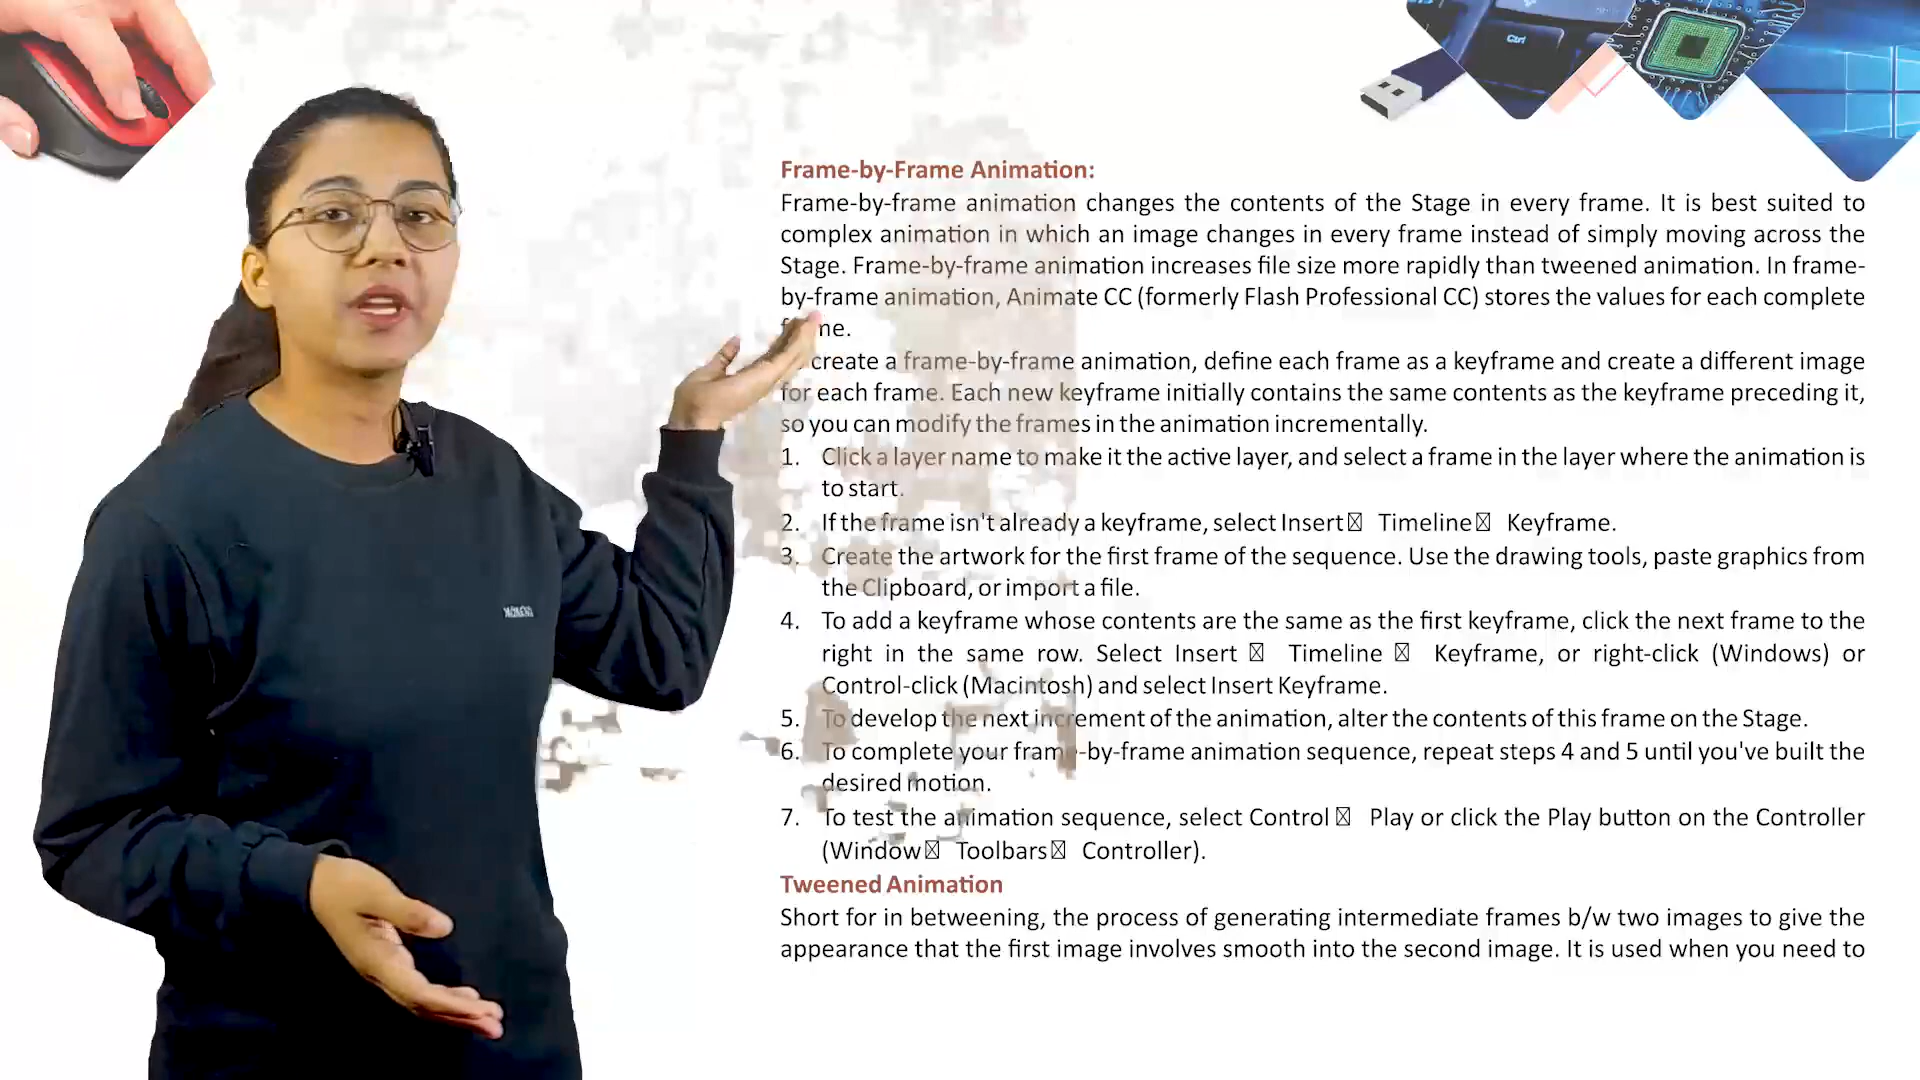 Ctrl
Frame-by-Frame Animation:
Frame-by-frame animation changes the contents of the Stage in every frame. It is best suited to
complex animation in which an image changes in every frame instead of simply moving across the
Stage. Frame-by-frame animation increases file size more rapidly than tweened animation. In frame-
by-frame animation, Animate CC (formerly Flash Professional CC) stores the values for each complete
frame.
create a frame-by-frame animation, define each frame as a keyframe and create a different image
for each frame. Each new keyframe initially contains the same contents as the keyframe preceding it,
so you can modify the frames in the animation incrementally.
1. Click a layer name to make it the active layer, and select a frame in the layer where the animation is
to start.
2. If the frame isn't already a keyframe, select Insert Timeline Keyframe.
3. Create the artwork for the first frame of the sequence. Use the drawing tools, paste graphics from
the Clipboard, or import a file.
4. To add a keyframe whose contents are the same as the first keyframe, click the next frame to the
right in the same row. Select Insert Timeline Keyframe, or right-click (Windows) or
Control-click (Macintosh) and select Insert Keyframe.
5. To develop the next increment of the animation, alter the contents of this frame on the Stage.
6. To complete your frame-by-frame animation sequence, repeat steps 4 and 5 until you've built the
desired motion.
7. To test the animation sequence, select Control Play or click the Play button on the Controller
(Window Toolbars Controller).
Tweened Animation
Short for in betweening, the process of generating intermediate frames b/w two images to give the
appearance that the first image involves smooth into the second image. It is used when you need to